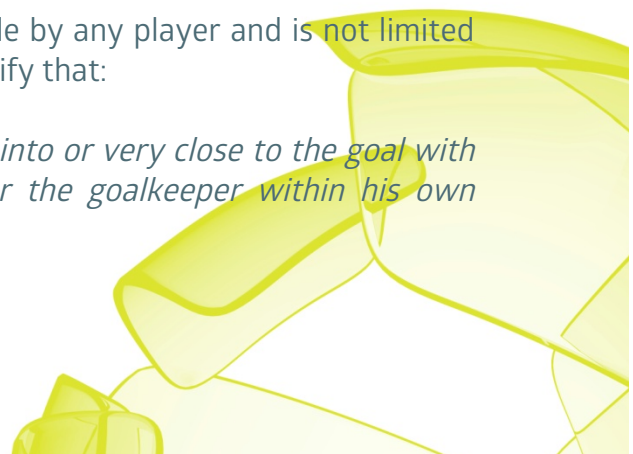 le by any player and is not limited
ify that:
into or very close to the goal with
r the goalkeeper within his own